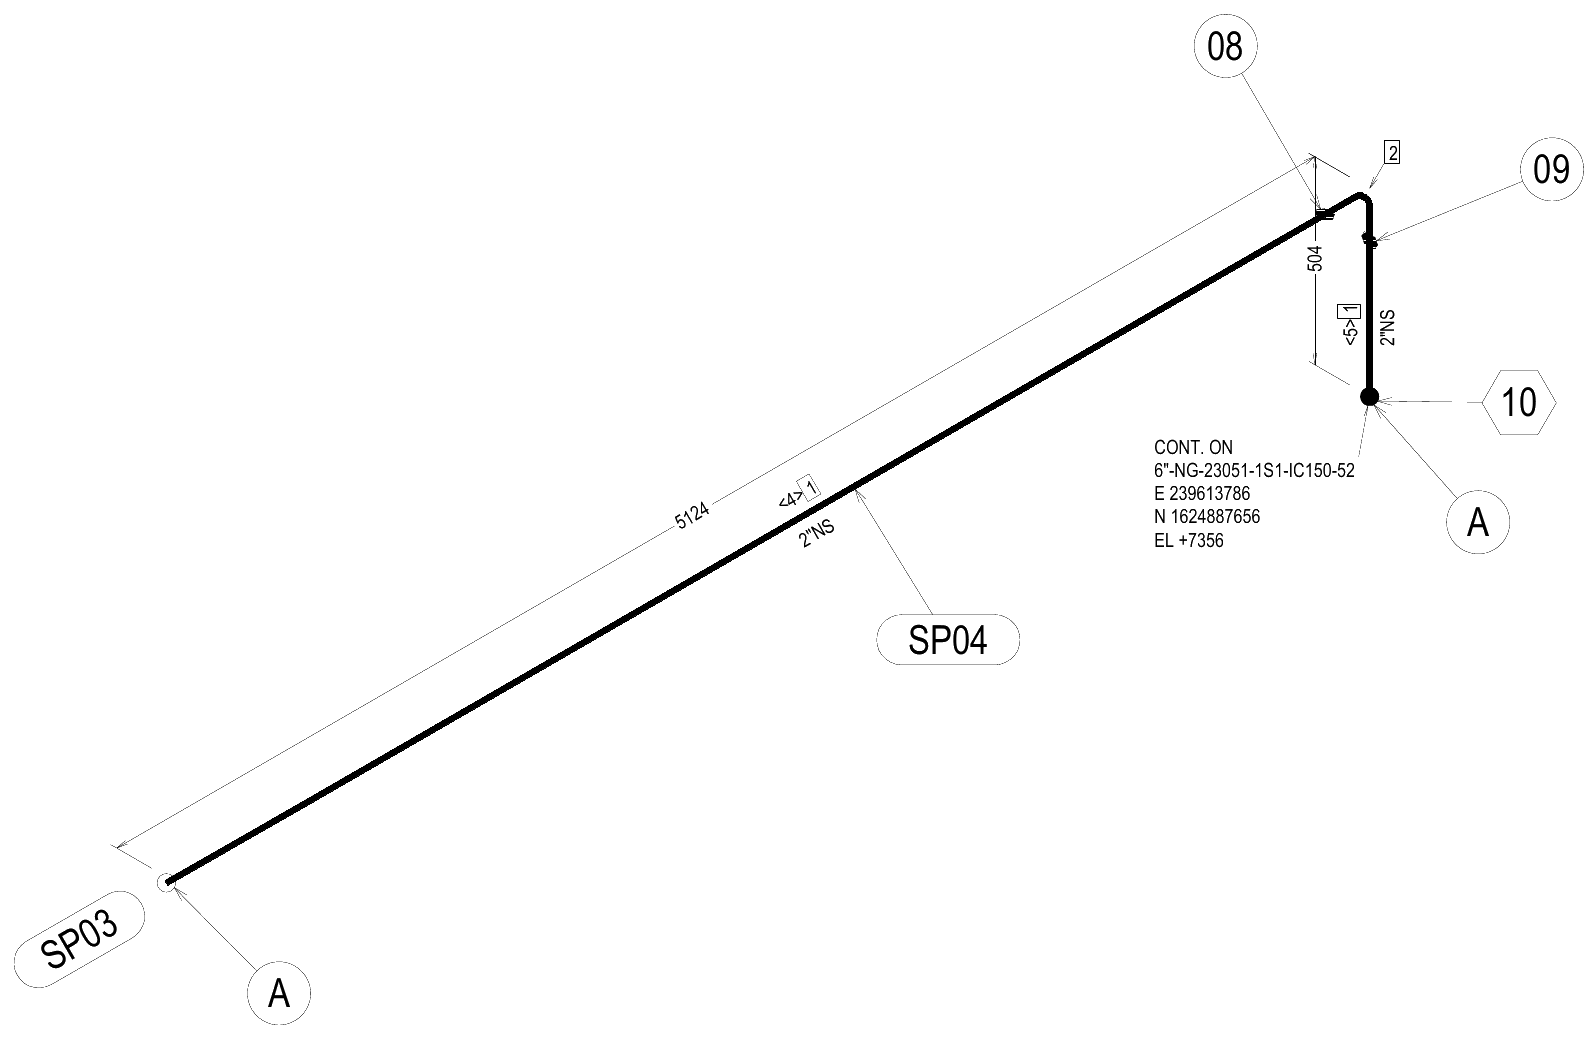 08
2
09
504
<5> 1
2"NS
10
CONT. ON
6"-NG-23051-1S1-IC150-52
E 239613786
N 1624887656
EL +7356
A
<4> 1
5124
2"NS
SP04
SP03
A